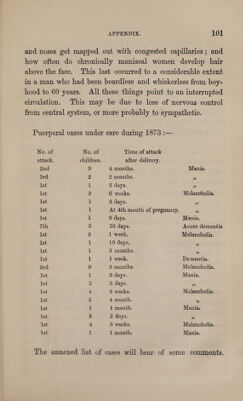 APPENDIX. 101
and noses get mapped out with congested capillaries; and
how often do chronically maniacal women develop hair
above the face. This last occurred to a considerable extent
in a man who had been beardless and whiskerless from boy-
hood to 60 years. All these things point to an interrupted
circulation. This may be due to loss of nervous control
from central system, or more probably to sympathetic.
Puerperal cases under care during 1873:—
No. of No. of Time of attack
attack. children. after delivery.
2nd 9 4 months. Mania.
3rd 2 2 months. „
1st 1 2 days. „
1st 3 6 weeks. Melancholia.
1st 1 3 days. „
1st 1 At 4th month of pregnancy. „
1st 1 8 days. Mania.
7th 3 10 days. Acute dementia
1st 3 1 week. Melancholia.
1st 1 10 days. „
1st 1 3 months. „
1st 1 1 week. Dementia.
3rd 9 3 months. Melancholia.
1st 1 3 days. Mania.
1st 2 3 days. „
1st 4 3 weeks. Melancholia.
1st 5 4 month. „
1st 1 1 month. Mania.
1st 8 2 days. „
1st 4 3 weeks. Melancholia.
1st 1 1 month. Mania.
The annexed list of cases will bear of some comments.